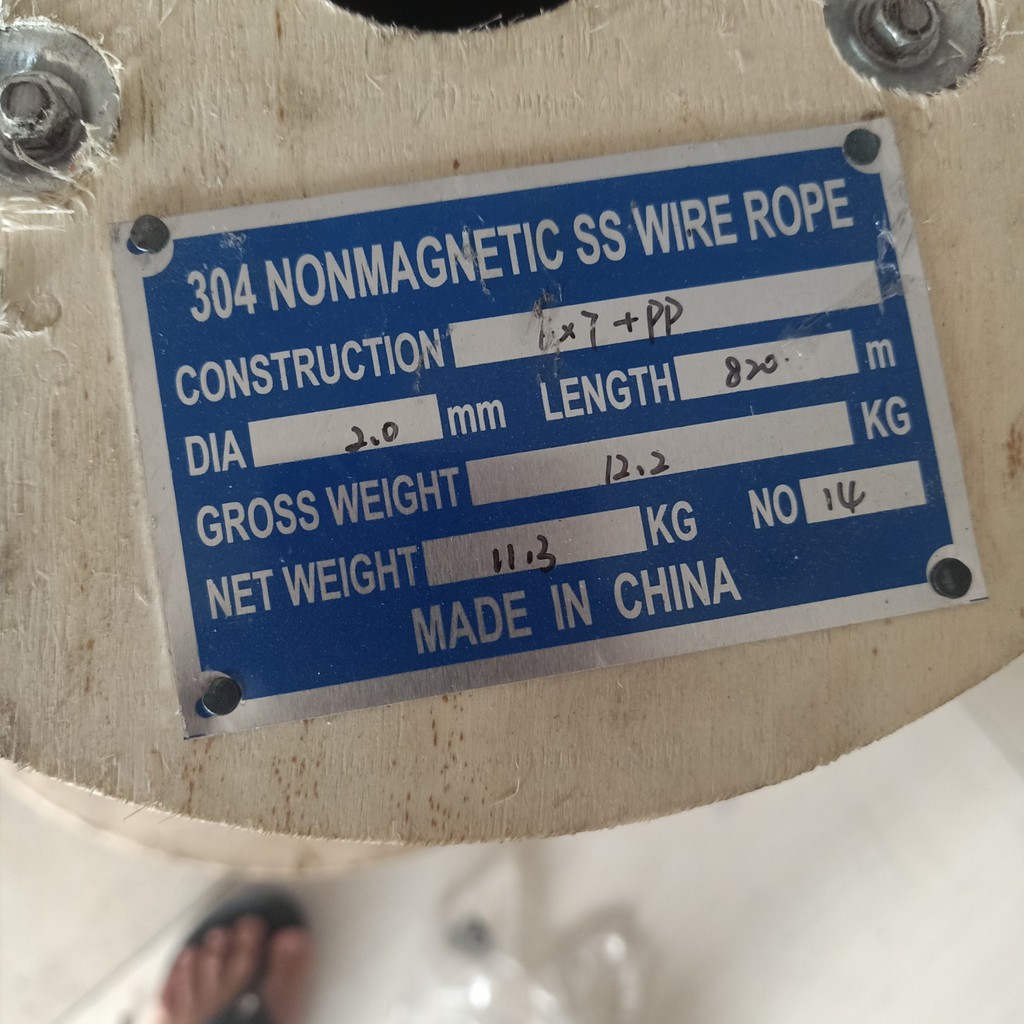 304 NONMAGNETIC SS WIRE ROPE
CONSTRUCTION 6×7+PP
DIA 2.0 mm LENGTH 820. m
GROSS WEIGHT 12.2 KG
NET WEIGHT 11.3 KG NO 14
MADE IN CHINA